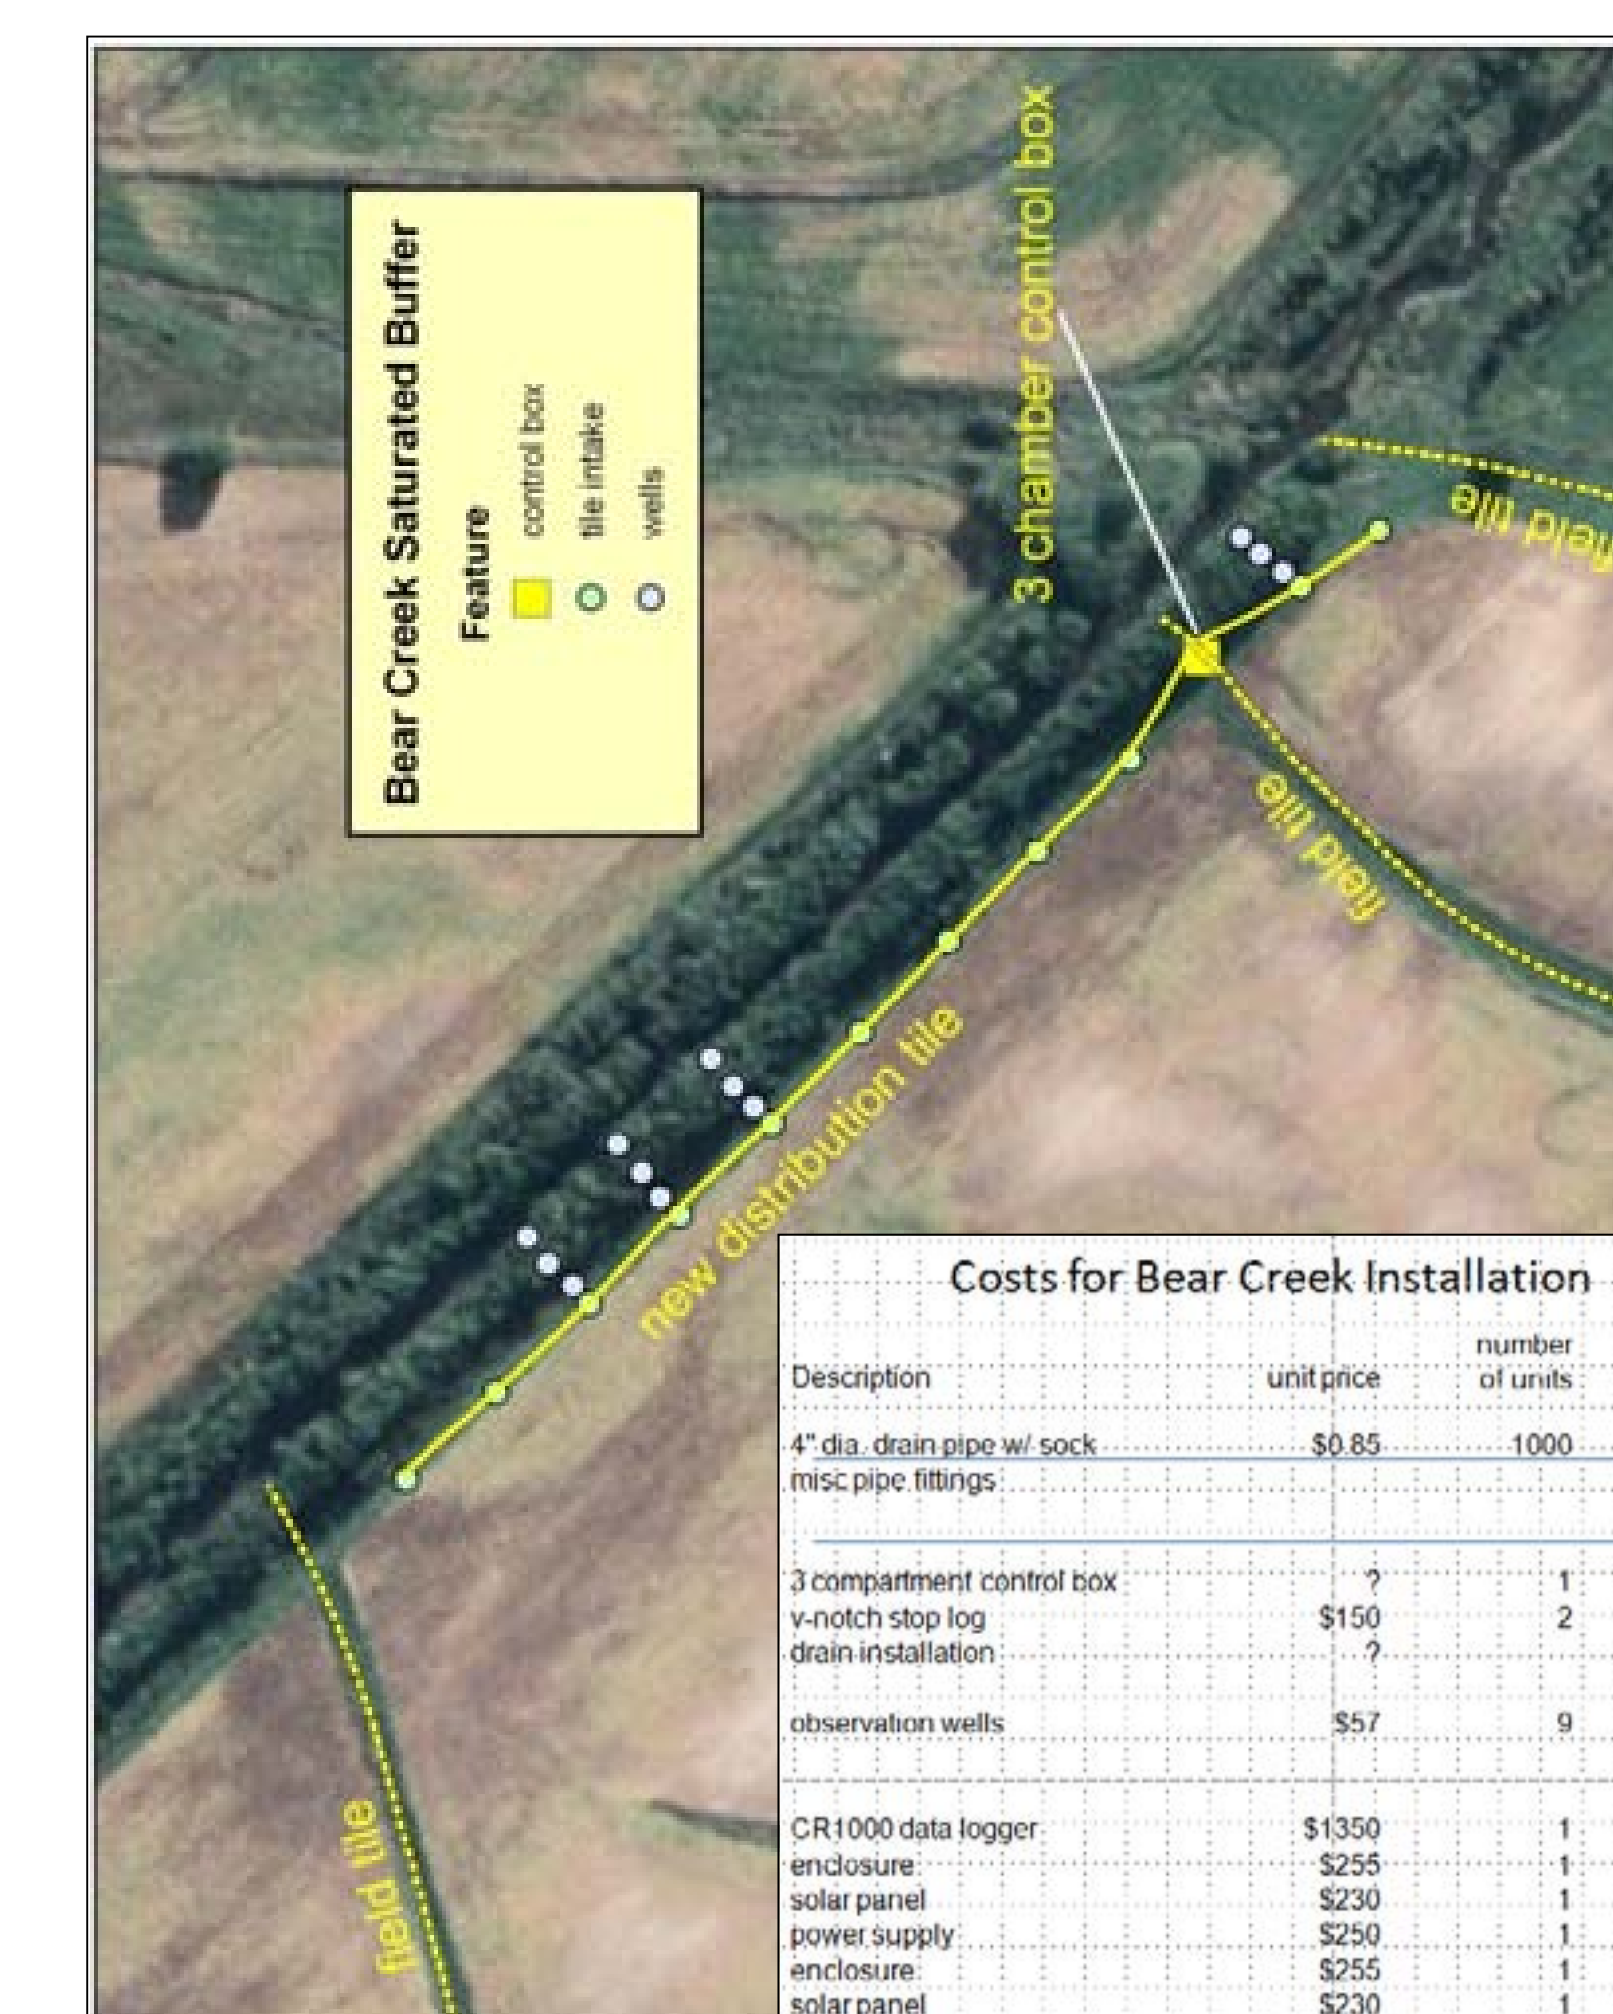 Bear Creek Saturated Buffer
Feature
control box
tile intake
wells
3 chamber control box
field tile
field tile
new distribution tile
field tile
Costs for Bear Creek Installation
Description unit price number of units
4" dia. drain pipe w/ sock $0.85 1000
misc pipe fittings
3 compartment control box ? 1
v-notch stop log $150 2
drain installation ?
observation wells $57 9
CR1000 data logger $1350 1
enclosure $255 1
solar panel $230 1
power supply $250 1
enclosure $255 1
solar panel $230 1